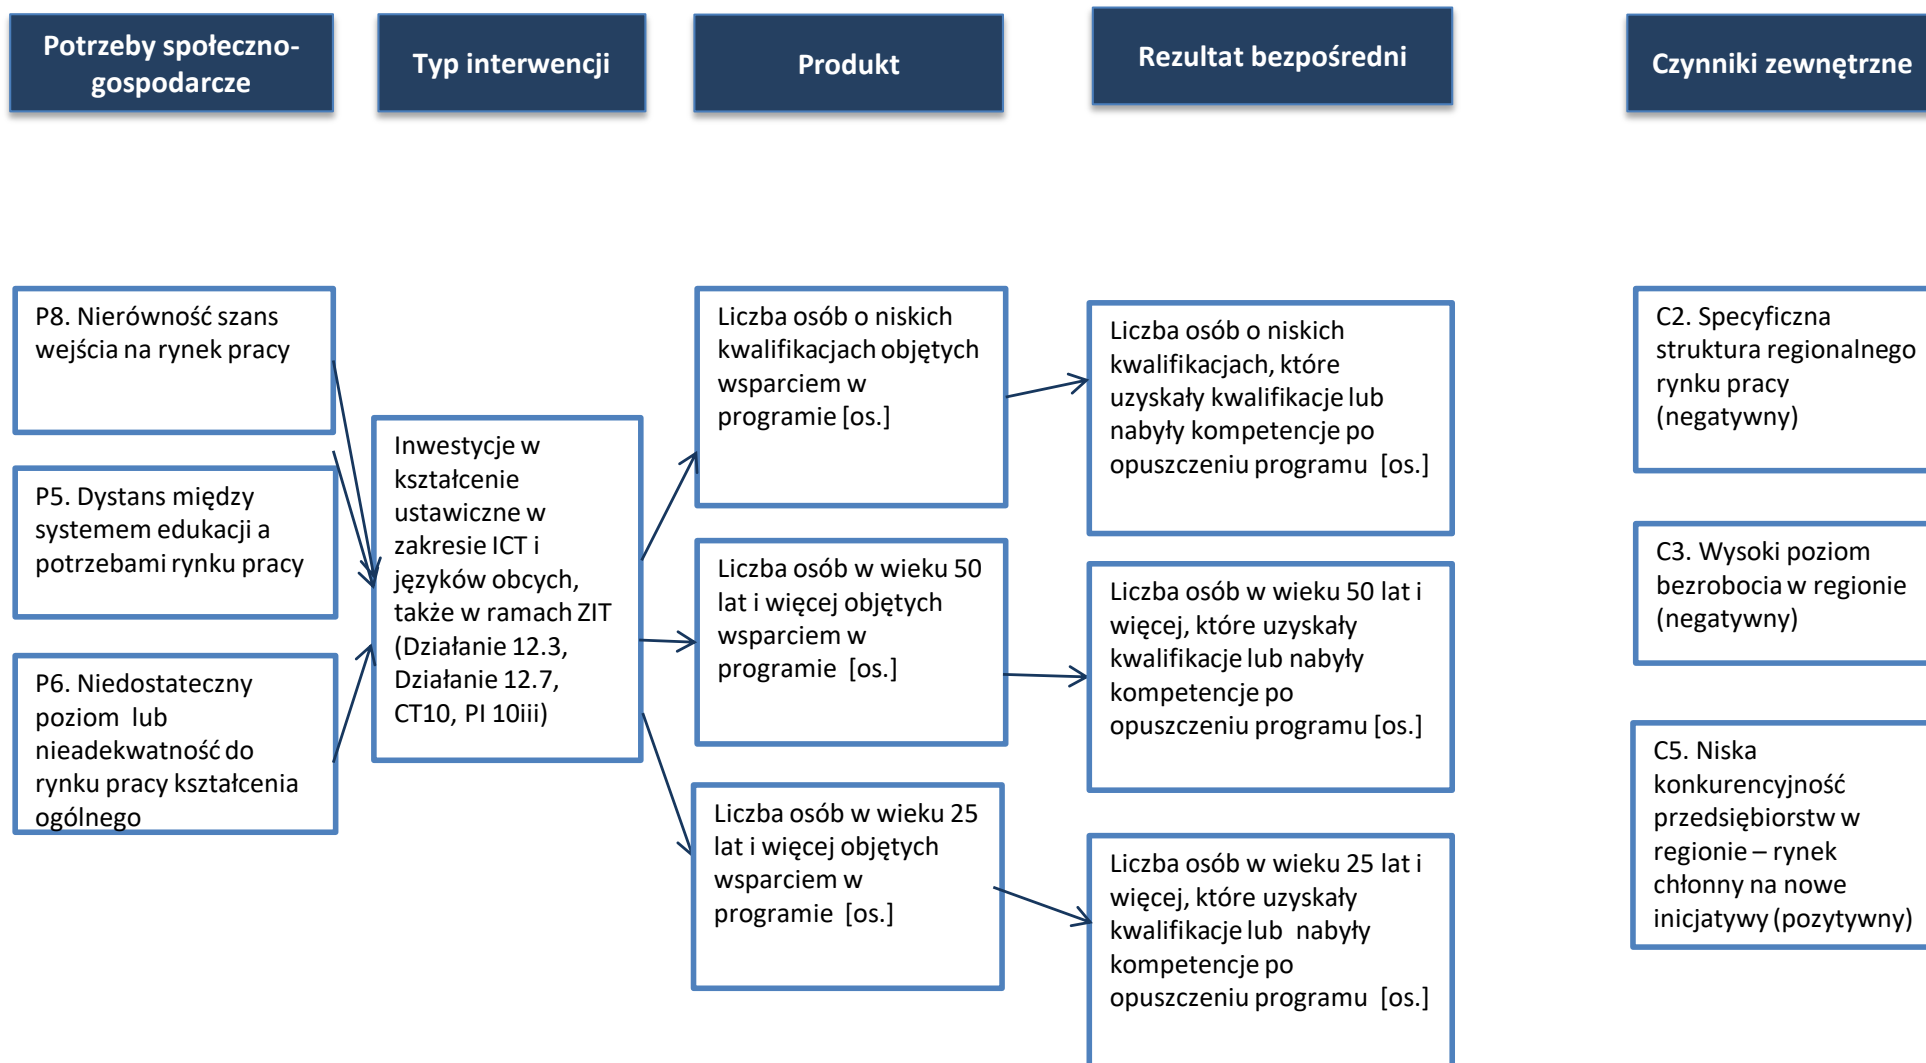 Potrzeby społeczno-
gospodarcze
Typ interwencji
Produkt
Rezultat bezpośredni
Czynniki zewnętrzne
P8. Nierówność szans
wejścia na rynek pracy
P5. Dystans między
systemem edukacji a
potrzebami rynku pracy
P6. Niedostateczny
poziom lub
nieadekwatność do
rynku pracy kształcenia
ogólnego
Inwestycje w
kształcenie
ustawiczne w
zakresie ICT i
języków obcych,
także w ramach ZIT
(Działanie 12.3,
Działanie 12.7,
CT10, PI 10iii)
Liczba osób o niskich
kwalifikacjach objętych
wsparciem w
programie [os.]
Liczba osób w wieku 50
lat i więcej objętych
wsparciem w
programie [os.]
Liczba osób w wieku 25
lat i więcej objętych
wsparciem w
programie [os.]
Liczba osób o niskich
kwalifikacjach, które
uzyskały kwalifikacje lub
nabyły kompetencje po
opuszczeniu programu [os.]
Liczba osób w wieku 50 lat i
więcej, które uzyskały
kwalifikacje lub nabyły
kompetencje po
opuszczeniu programu [os.]
Liczba osób w wieku 25 lat i
więcej, które uzyskały
kwalifikacje lub nabyły
kompetencje po
opuszczeniu programu [os.]
C2. Specyficzna
struktura regionalnego
rynku pracy
(negatywny)
C3. Wysoki poziom
bezrobocia w regionie
(negatywny)
C5. Niska
konkurencyjność
przedsiębiorstw w
regionie – rynek
chłonny na nowe
inicjatywy (pozytywny)